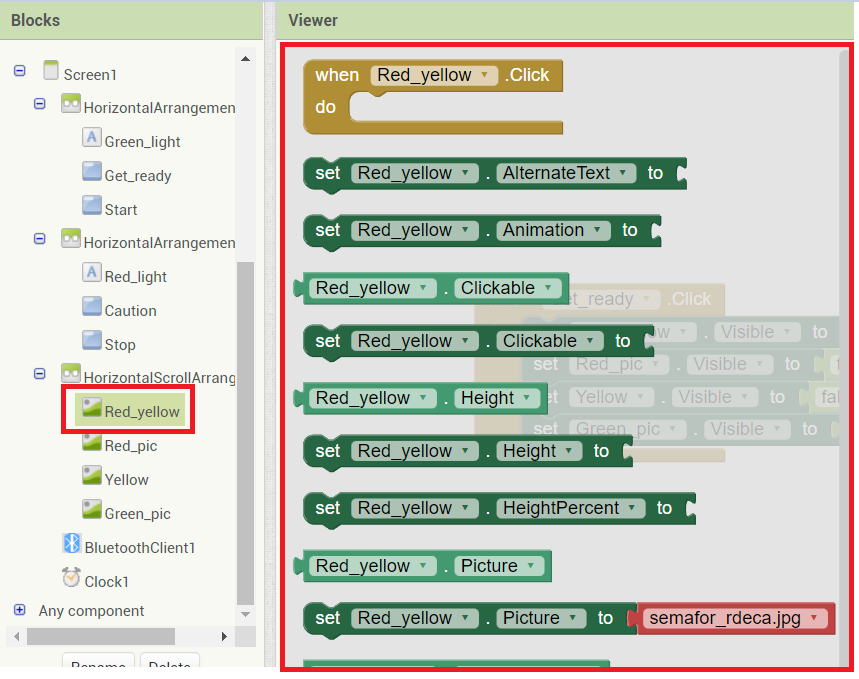 Blocks
Screen1
HorizontalArrangemen
Green_light
Get_ready
Start
HorizontalArrangemen
Red_light
Caution
Stop
HorizontalScrollArrang
Red_yellow
Red_pic
Yellow
Green_pic
BluetoothClient1
Clock1
Any component
Rename Delete
Viewer
when Red_yellow .Click
do
set Red_yellow . AlternateText to
set Red_yellow . Animation to
Red_yellow . Clickable
et_ready .Click
ow . Visible to
set Red_yellow . Clickable to
set Red_pic . Visible to
Red_yellow . Height
et Yellow . Visible to fal
set Green_pic . Visible to
set Red_yellow . Height to
set Red_yellow . HeightPercent to
Red_yellow . Picture
set Red_yellow . Picture to semafor_rdeca.jpg